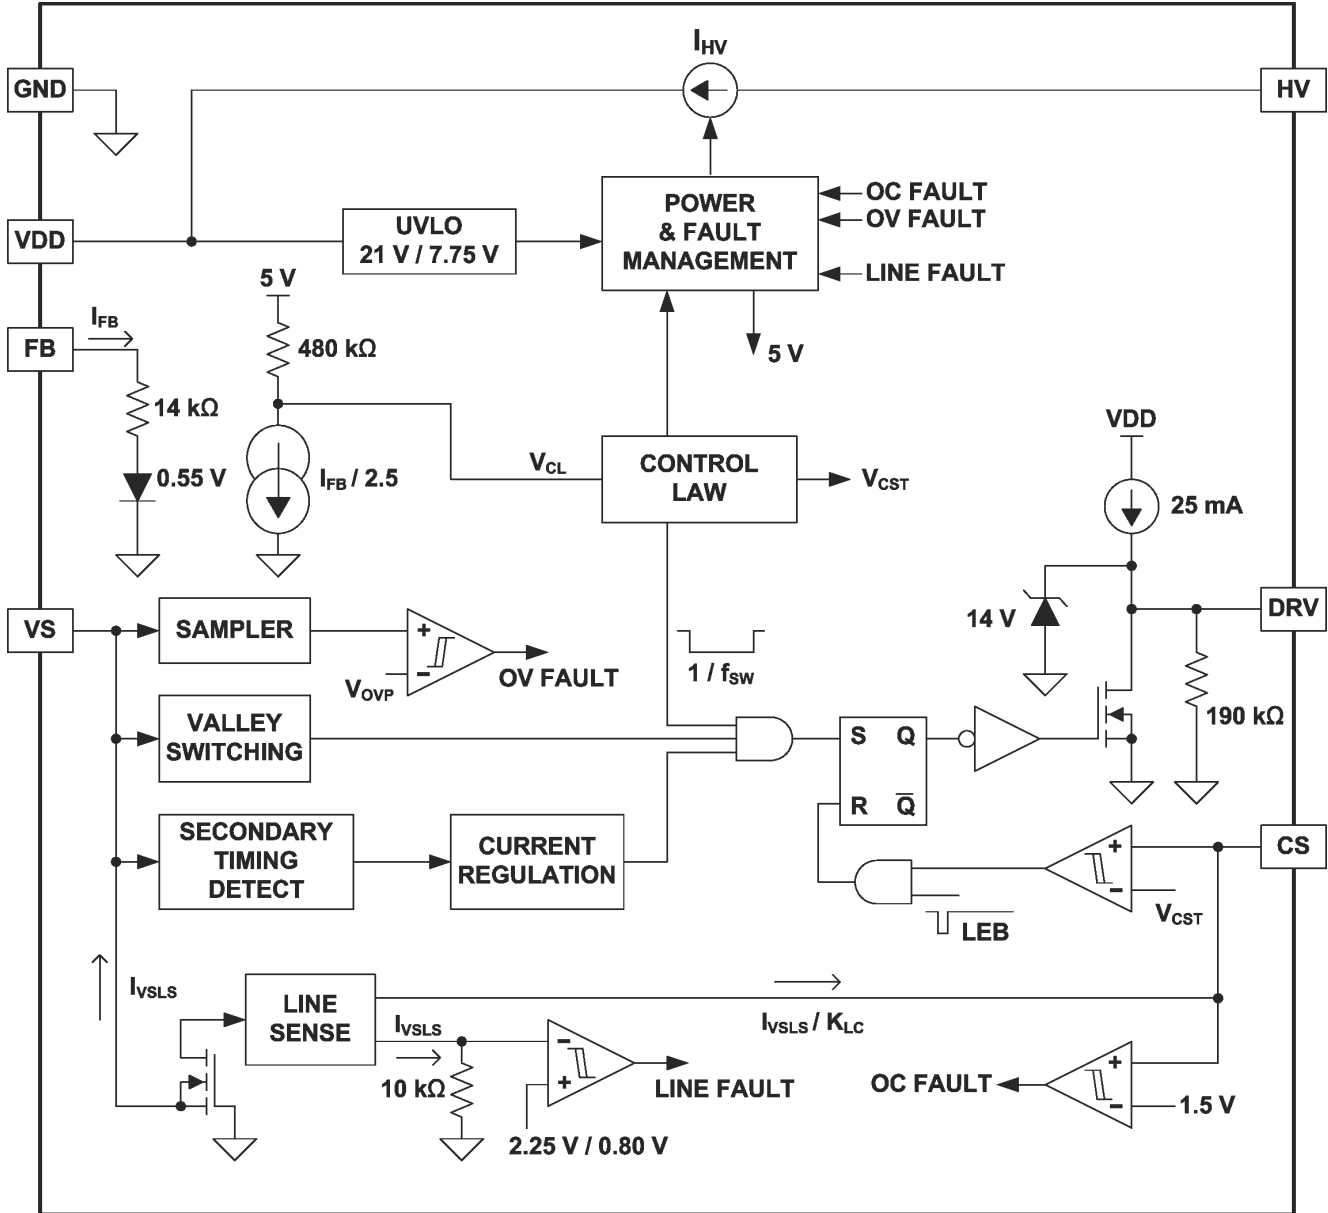 I_HV
GND
HV
POWER
& FAULT
MANAGEMENT
OC FAULT
OV FAULT
LINE FAULT
VDD
UVLO
21 V / 7.75 V
5 V
I_FB
FB
480 kΩ
5 V
14 kΩ
0.55 V
I_FB / 2.5
V_CL
CONTROL
LAW
V_CST
VDD
25 mA
VS
SAMPLER
+
−
V_OVP
OV FAULT
1 / f_SW
14 V
DRV
190 kΩ
VALLEY
SWITCHING
S Q
R Q̅
SECONDARY
TIMING
DETECT
CURRENT
REGULATION
+
−
CS
V_CST
LEB
I_VSLS
LINE
SENSE
I_VSLS / K_LC
I_VSLS
10 kΩ
−
+
LINE FAULT
2.25 V / 0.80 V
OC FAULT
+
−
1.5 V